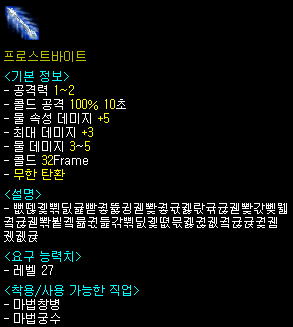 프로스트바이트
<기본 정보>
- 공격력 1~2
- 콜드 공격 100% 10초
- 물 속성 데미지 +5
- 최대 데미지 +3
- 물 데미지 3~5
- 콜드 32Frame
- 무한 탄환
<설명>
<요구 능력치>
- 레벨 27
<착용/사용 가능한 직업>
- 마법창병
- 마법궁수